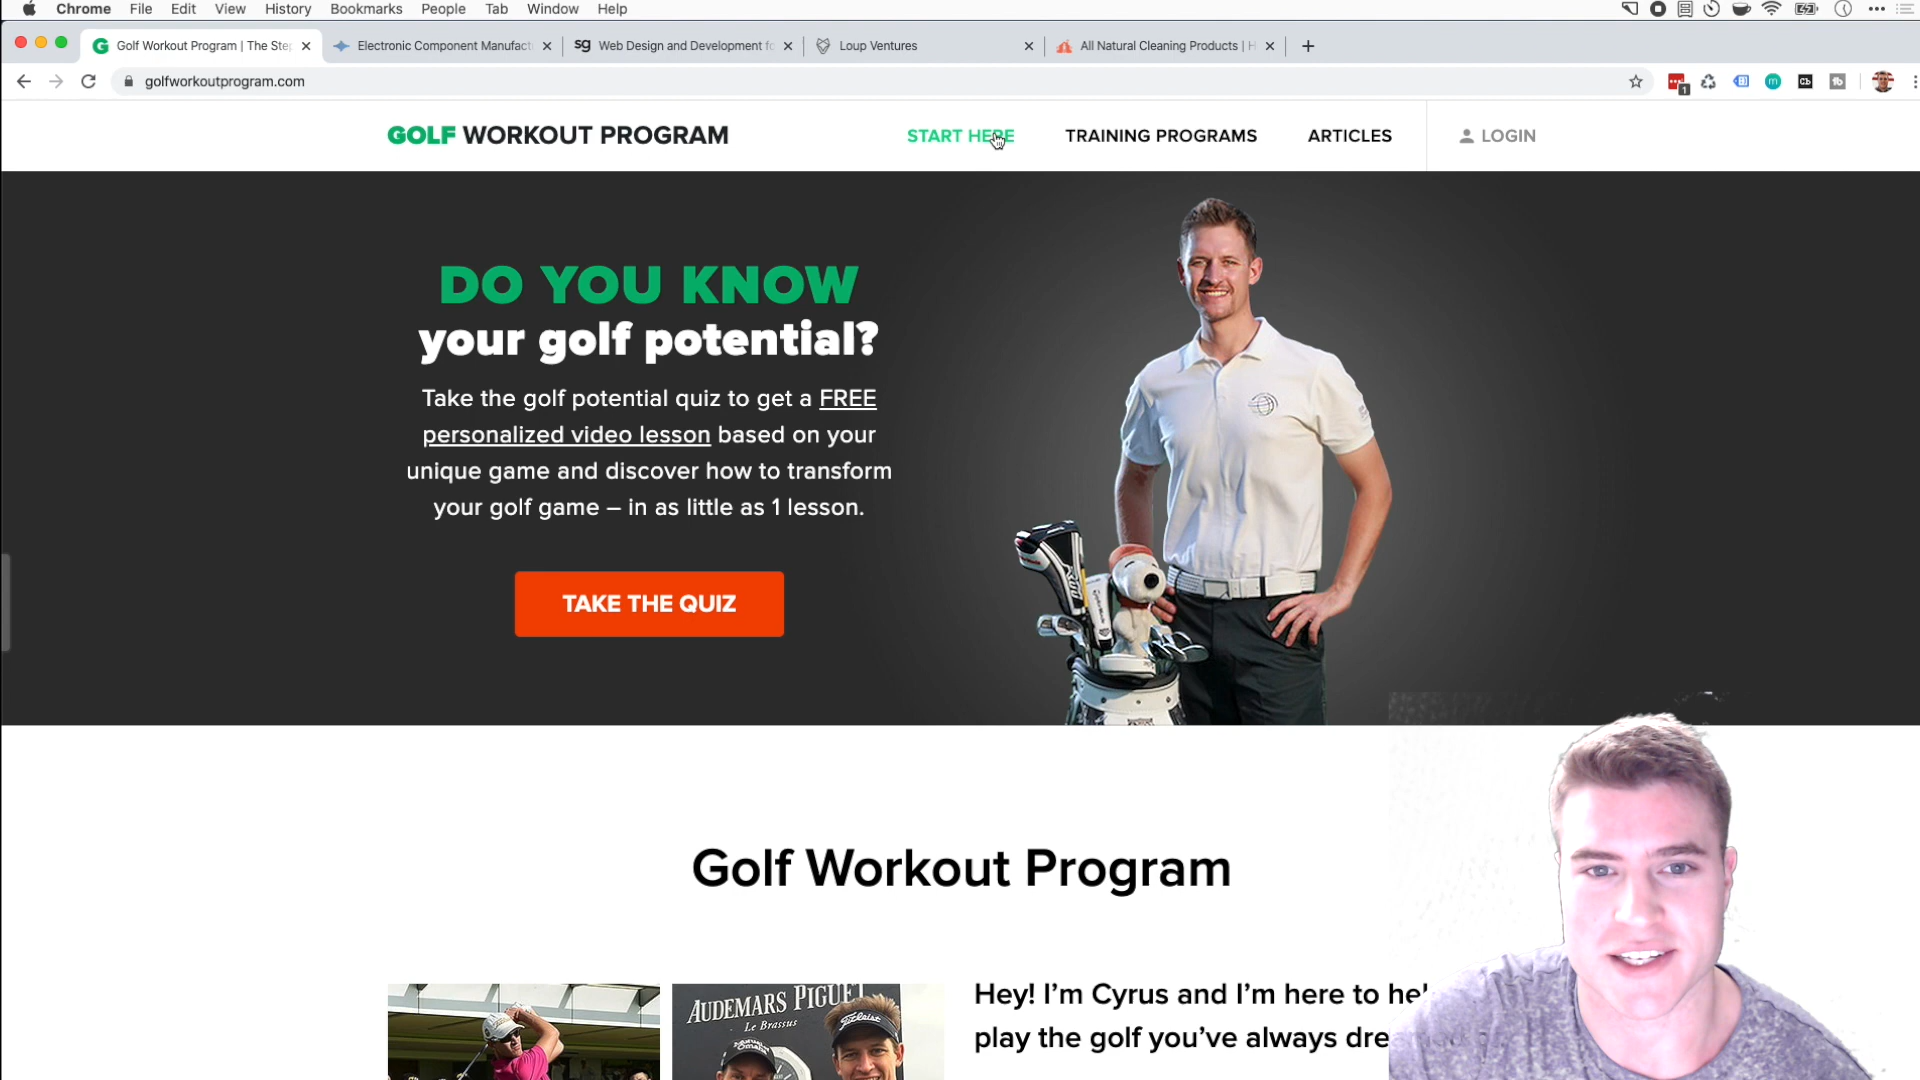 Chrome File Edit View History Bookmarks People Tab Window Help
Golf Workout Program | The Ste
Electronic Component Manufact
sg Web Design and Development fo
Loup Ventures
All Natural Cleaning Products | H
golfworkoutprogram.com
GOLF WORKOUT PROGRAM
START HERE
TRAINING PROGRAMS
ARTICLES
LOGIN
DO YOU KNOW
your golf potential?
Take the golf potential quiz to get a FREE
personalized video lesson based on your
unique game and discover how to transform
your golf game – in as little as 1 lesson.
TAKE THE QUIZ
Golf Workout Program
AUDEMARS PIGUET
Le Brassus
Titleist
Hey! I'm Cyrus and I'm here to hel
play the golf you've always dre